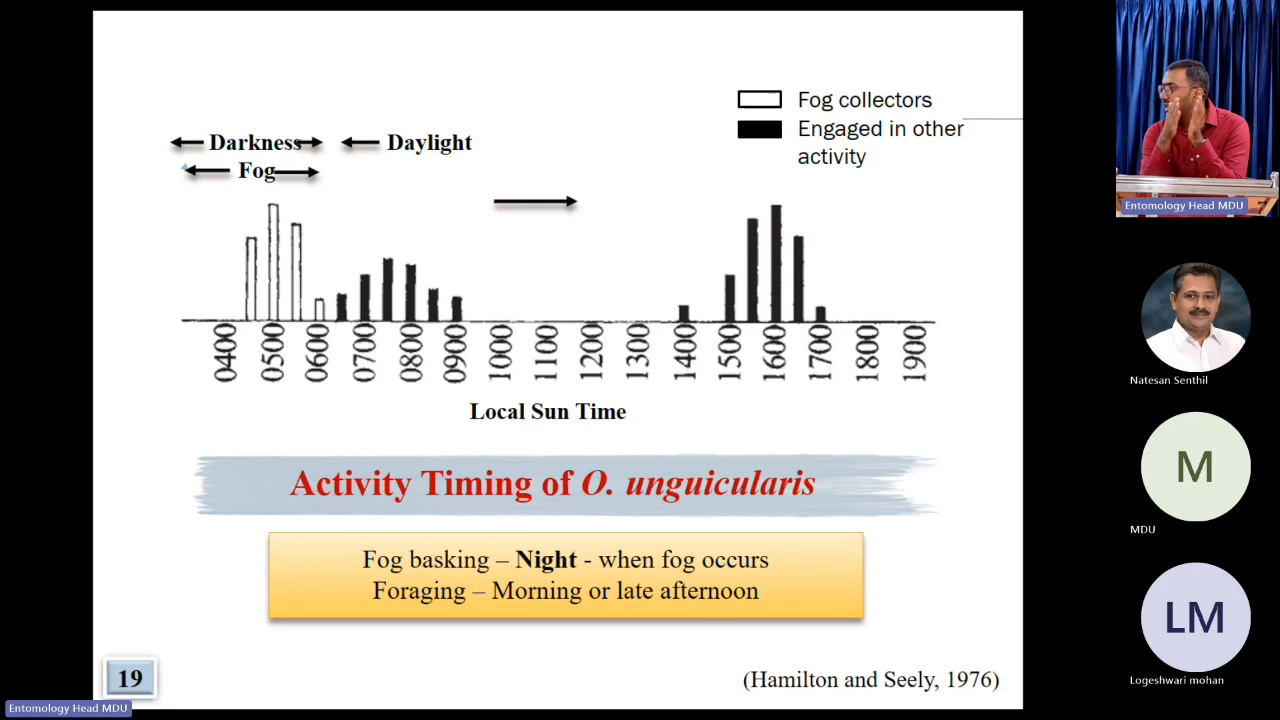 Fog collectors
Engaged in other
activity
Darkness
Daylight
Fog
0400 0500 0600 0700 0800 0900 1000 1100 1200 1300 1400 1500 1600 1700 1800 1900
Local Sun Time
Activity Timing of O. unguicularis
Fog basking – Night - when fog occurs
Foraging – Morning or late afternoon
19
(Hamilton and Seely, 1976)
Entomology Head MDU
Entomology Head MDU
Natesan Senthil
M
MDU
LM
Logeshwari mohan